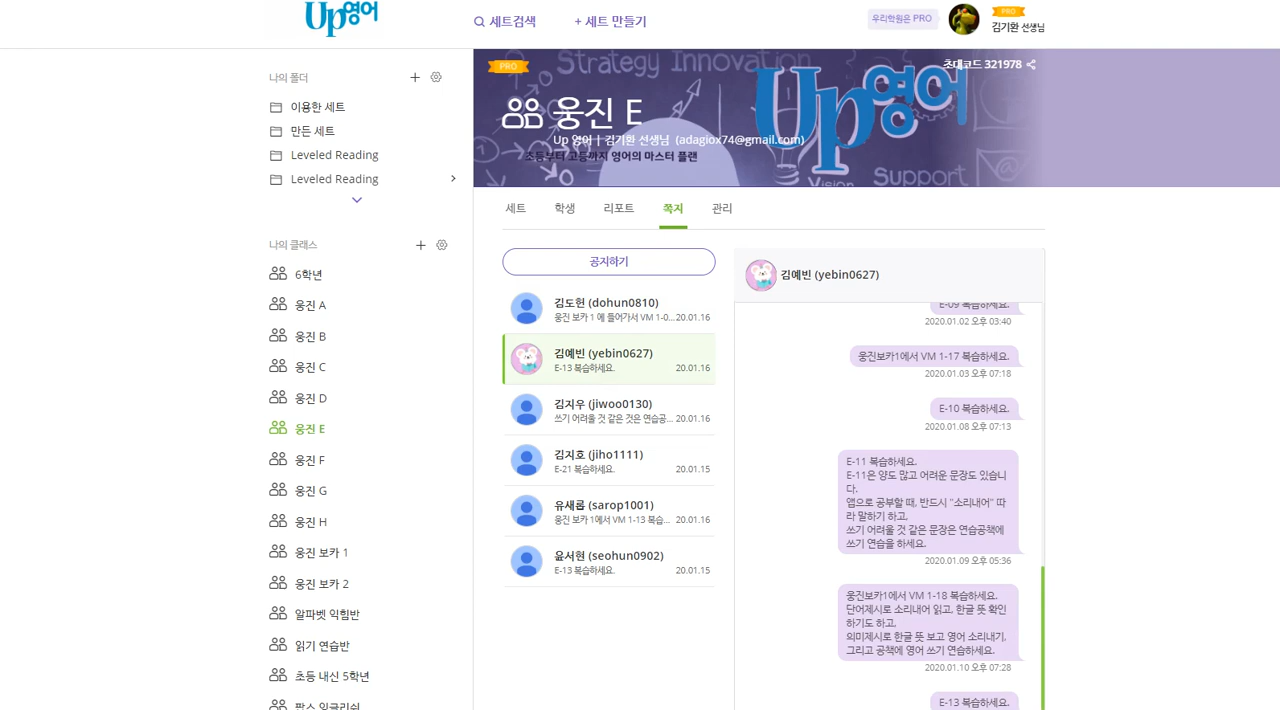 Up영어
세트검색
+ 세트 만들기
우리학원은 PRO
PRO
김기환 선생님
나의 폴더
이용한 세트
만든 세트
Leveled Reading
Leveled Reading
나의 클래스
6학년
웅진 A
웅진 B
웅진 C
웅진 D
웅진 E
웅진 F
웅진 G
웅진 H
웅진 보카 1
웅진 보카 2
알파벳 익힘반
읽기 연습반
초등 내신 5학년
팝스 잉글리쉬
PRO
Strategy Innovation
초대코드 321978
웅진 E
Up영어
Up 영어 | 김기환 선생님 (adagiox74@gmail.com)
초등부터 고등까지 영어의 마스터 플랜
Vision
Support
세트
학생
리포트
쪽지
관리
공지하기
김도현 (dohun0810)
웅진 보카 1 에 들어가서 VM 1-0... 20.01.16
김예빈 (yebin0627)
E-13 복습하세요. 20.01.16
김지우 (jiwoo0130)
쓰기 어려울 것 같은 것은 연습공... 20.01.16
김지호 (jiho1111)
E-21 복습하세요. 20.01.15
유세롭 (sarop1001)
웅진 보카 1에서 VM 1-13 복습... 20.01.16
윤서현 (seohun0902)
E-13 복습하세요. 20.01.15
김예빈 (yebin0627)
E-09 복습하세요.
2020.01.02 오후 03:40
웅진보카1에서 VM 1-17 복습하세요.
2020.01.03 오후 07:18
E-10 복습하세요.
2020.01.08 오후 07:13
E-11 복습하세요.
E-11은 양도 많고 어려운 문장도 있습니
다.
앱으로 공부할 때, 반드시 "소리내어" 따
라 말하기 하고,
쓰기 어려울 것 같은 문장은 연습공책에
쓰기 연습을 하세요.
2020.01.09 오후 05:36
웅진보카1에서 VM 1-18 복습하세요.
단어제시로 소리내어 읽고, 한글 뜻 확인
하기도 하고,
의미제시로 한글 뜻 보고 영어 소리내기,
그리고 공책에 영어 쓰기 연습하세요.
2020.01.10 오후 07:28
E-13 복습하세요.